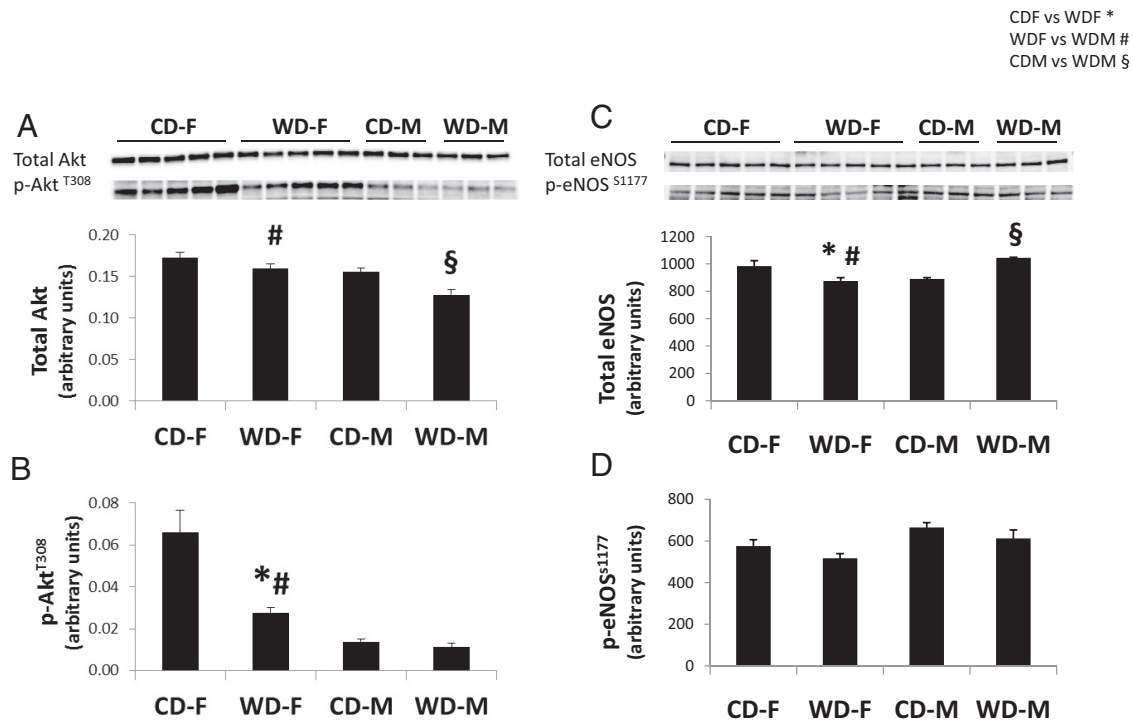 CDF vs WDF *
WDF vs WDM #
CDM vs WDM §
A
CD-F WD-F CD-M WD-M
Total Akt
p-Akt T308
0.20
0.15
0.10
0.05
0.00
Total Akt
(arbitrary units)
#
§
CD-F WD-F CD-M WD-M
B
0.08
0.06
0.04
0.02
0.00
p-AktT308
(arbitrary units)
*#
CD-F WD-F CD-M WD-M
C
CD-F WD-F CD-M WD-M
Total eNOS
p-eNOS S1177
1200
1000
800
600
400
200
0
Total eNOS
(arbitrary units)
* #
§
CD-F WD-F CD-M WD-M
D
800
600
400
200
0
p-eNOSs1177
(arbitrary units)
CD-F WD-F CD-M WD-M